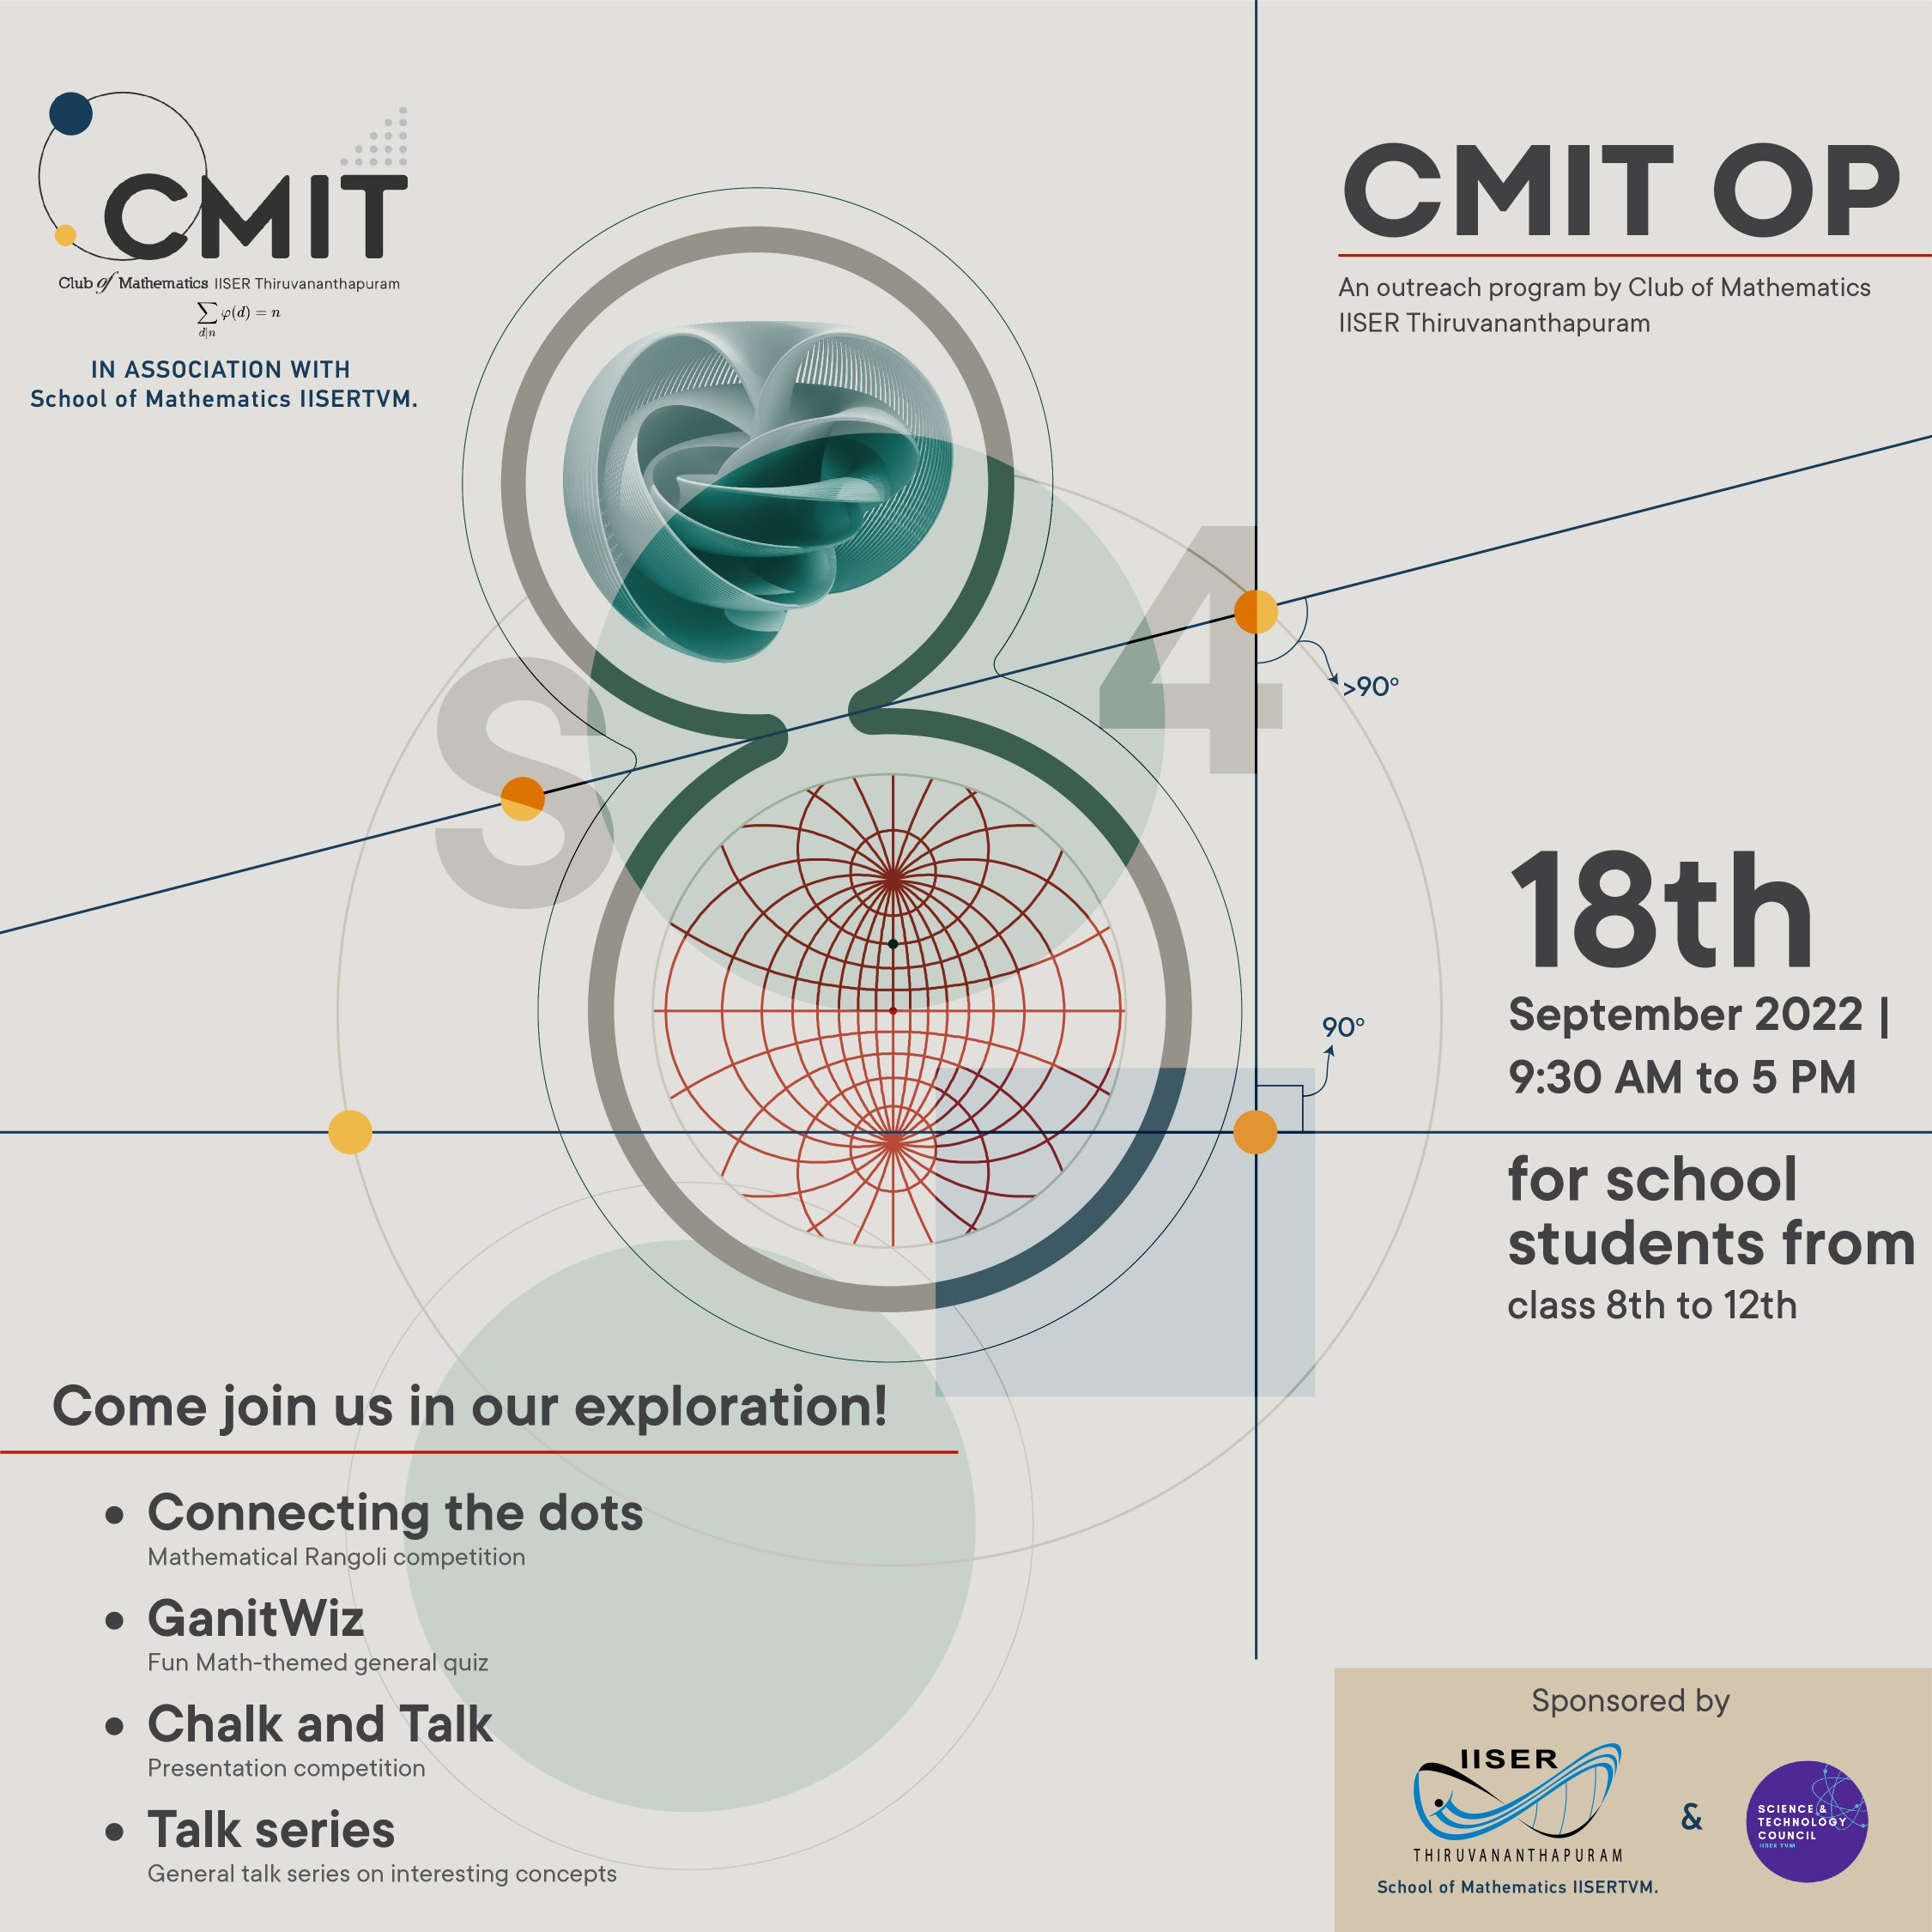 CMIT
Club of Mathematics IISER Thiruvananthapuram
∑ φ(d) = n
d|n
IN ASSOCIATION WITH
School of Mathematics IISERTVM.
CMIT OP
An outreach program by Club of Mathematics
IISER Thiruvananthapuram
S
4
>90°
90°
18th
September 2022 |
9:30 AM to 5 PM
for school
students from
class 8th to 12th
Come join us in our exploration!
• Connecting the dots
Mathematical Rangoli competition
• GanitWiz
Fun Math-themed general quiz
• Chalk and Talk
Presentation competition
• Talk series
General talk series on interesting concepts
Sponsored by
IISER
THIRUVANANTHAPURAM
School of Mathematics IISERTVM.
&
SCIENCE &
TECHNOLOGY
COUNCIL
IISER TVM